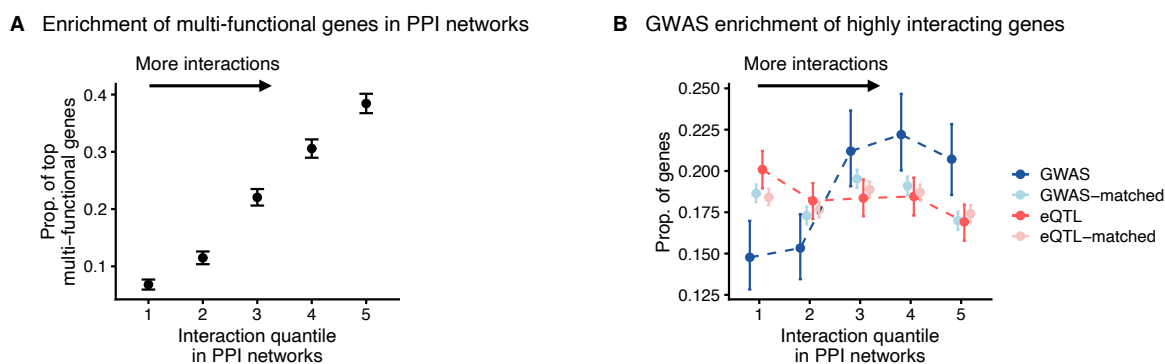 A Enrichment of multi-functional genes in PPI networks
More interactions
Prop. of top
multi−functional genes
0.4
0.3
0.2
0.1
1 2 3 4 5
Interaction quantile
in PPI networks
B GWAS enrichment of highly interacting genes
More interactions
Prop. of genes
0.250
0.225
0.200
0.175
0.150
0.125
1 2 3 4 5
Interaction quantile
in PPI networks
GWAS
GWAS−matched
eQTL
eQTL−matched